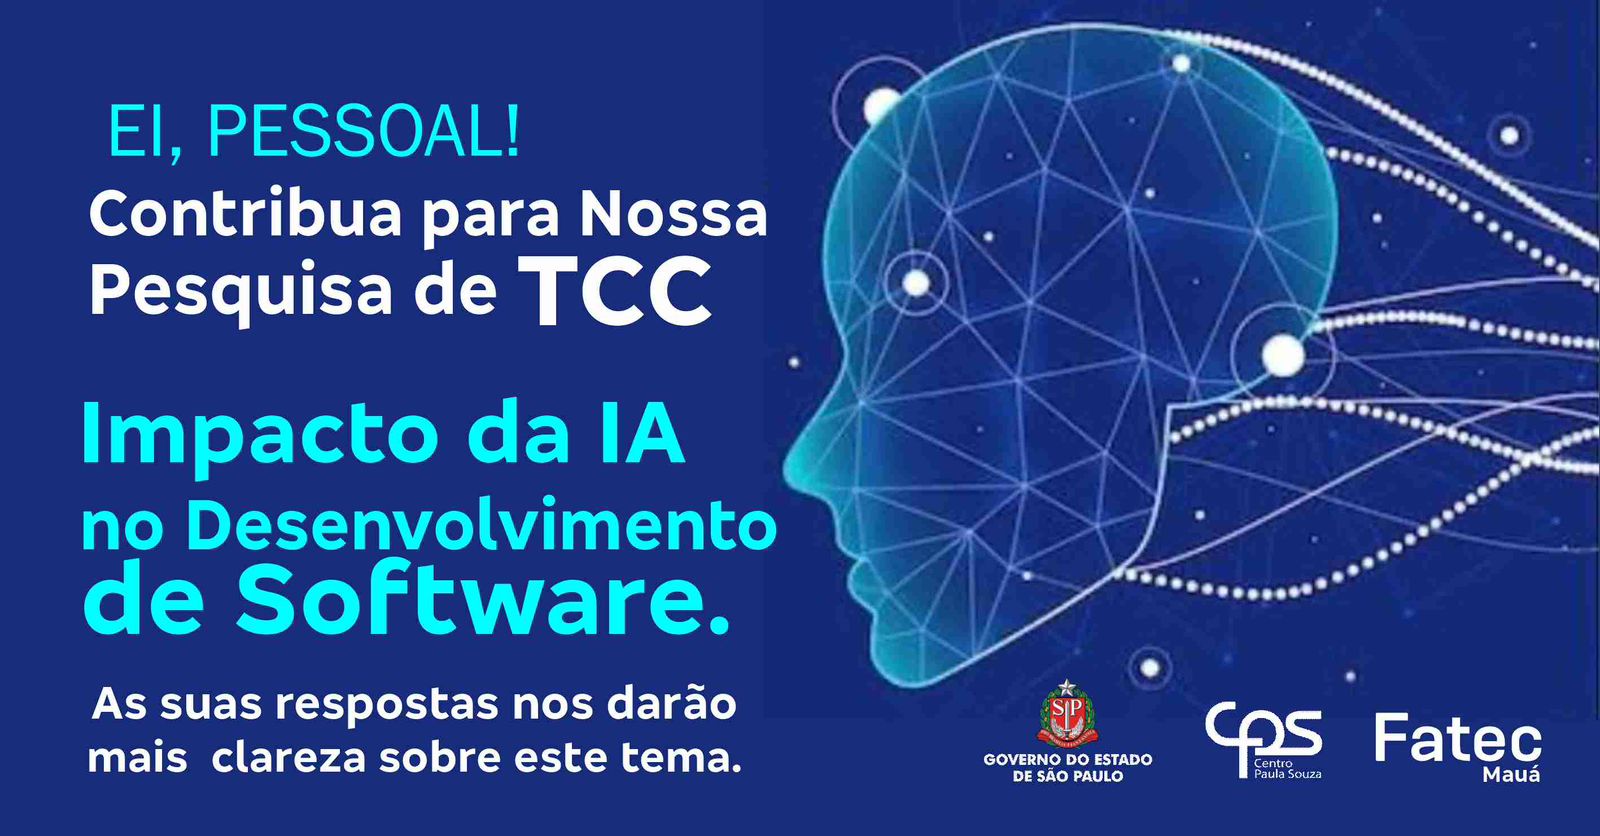 EI, PESSOAL!
Contribua para Nossa
Pesquisa de TCC
Impacto da IA
no Desenvolvimento
de Software.
As suas respostas nos darão
mais clareza sobre este tema.
SP
GOVERNO DO ESTADO
DE SÃO PAULO
CPS
Centro
Paula Souza
Fatec
Mauá